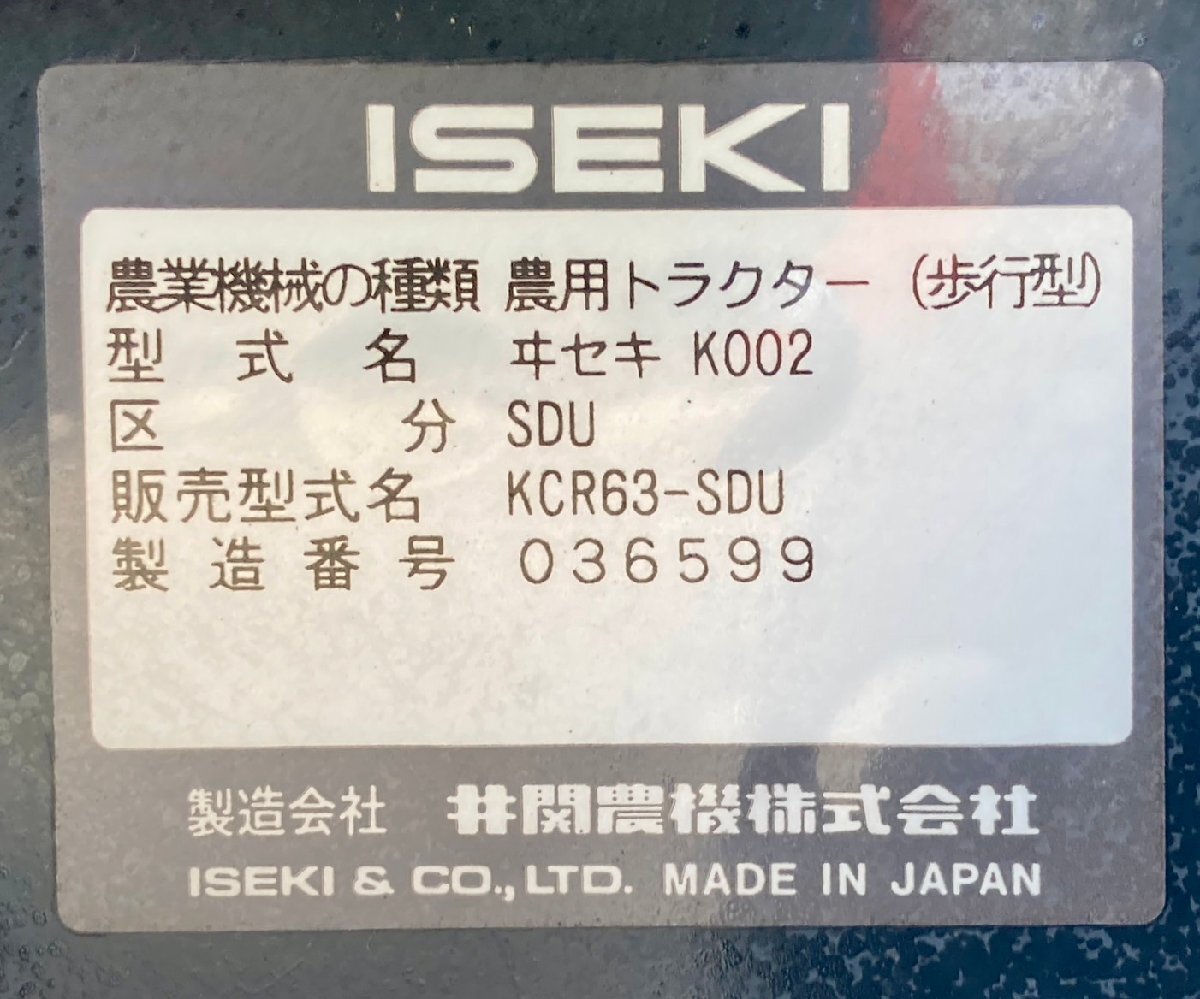 ISEKI
農業機械の種類 農用トラクター (歩行型)
型式名 ヰセキ K002
区分 SDU
販売型式名 KCR63-SDU
製造番号 036599
製造会社 井関農機株式会社
ISEKI & CO., LTD. MADE IN JAPAN